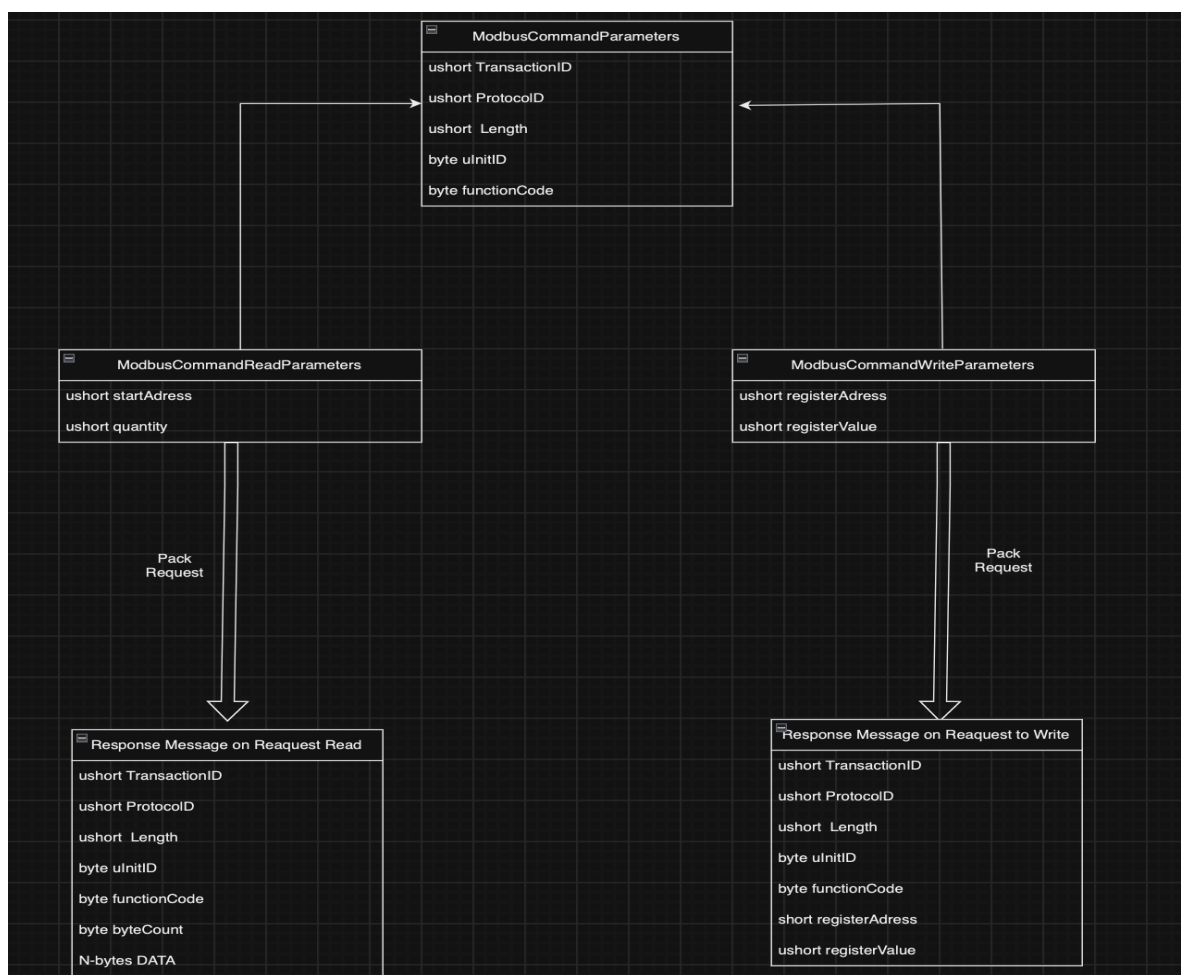 ModbusCommandParameters
ushort TransactionID
ushort ProtocolD
ushort Length
byte uInitID
byte functionCode
ModbusCommandReadParameters
ushort startAdress
ushort quantity
ModbusCommandWriteParameters
ushort registerAdress
ushort registerValue
Pack
Request
Pack
Request
Response Message on Reaquest Read
ushort TransactionID
ushort ProtocolD
ushort Length
byte uInitID
byte functionCode
byte byteCount
N-bytes DATA
Response Message on Reaquest to Write
ushort TransactionID
ushort ProtocolD
ushort Length
byte uInitID
byte functionCode
short registerAdress
ushort registerValue